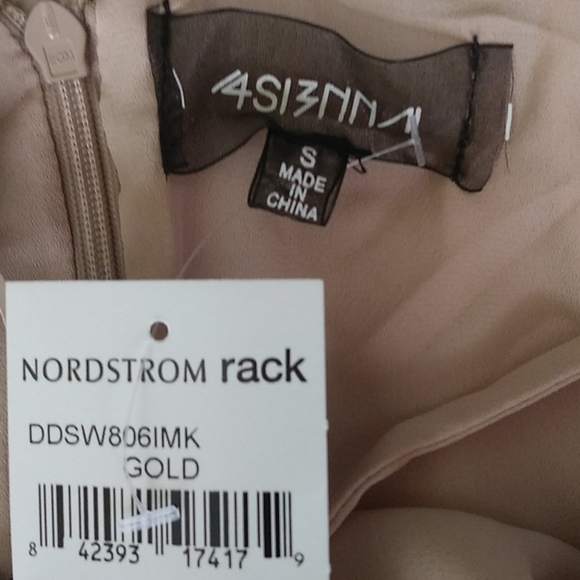 4SI3NNA
S
MADE
IN
CHINA
NORDSTROM rack
DDSW806IMK
GOLD
8 42393 17417 9